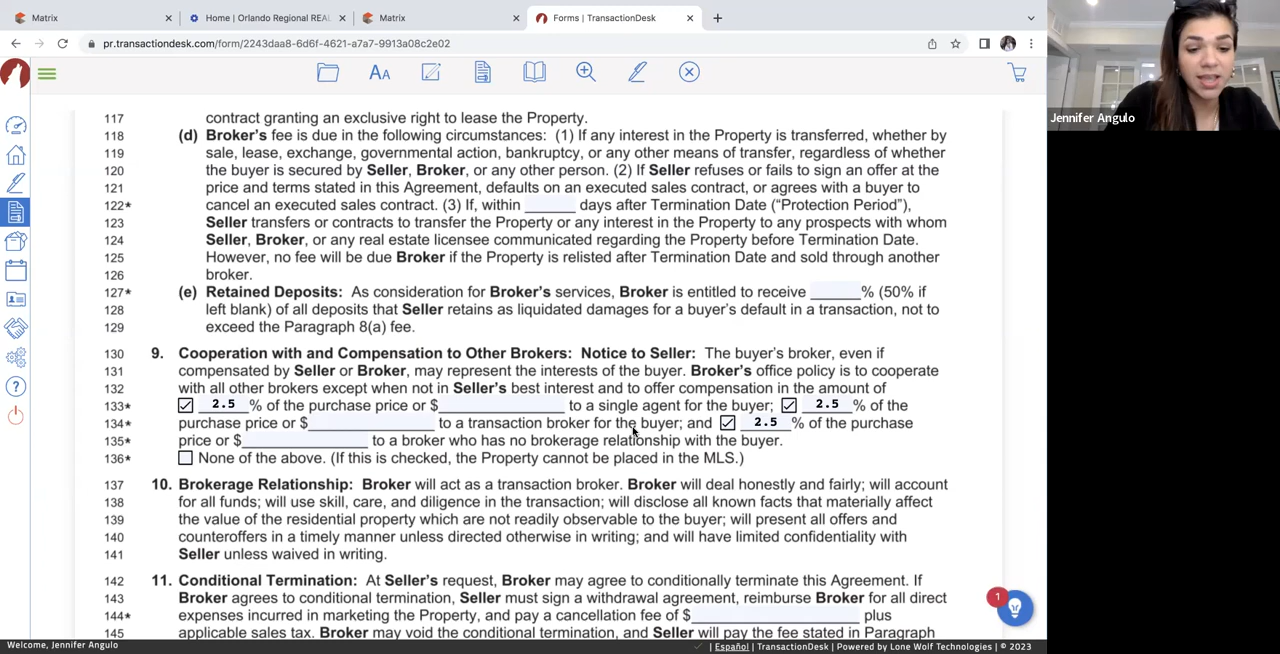 Matrix
Home | Orlando Regional REAL
Matrix
Forms | TransactionDesk
pr.transactiondesk.com/form/2243daa8-6d6f-4621-a7a7-9913a08c2e02
Jennifer Angulo
117 contract granting an exclusive right to lease the Property.
118 (d) Broker's fee is due in the following circumstances: (1) If any interest in the Property is transferred, whether by
119 sale, lease, exchange, governmental action, bankruptcy, or any other means of transfer, regardless of whether
120 the buyer is secured by Seller, Broker, or any other person. (2) If Seller refuses or fails to sign an offer at the
121 price and terms stated in this Agreement, defaults on an executed sales contract, or agrees with a buyer to
122* cancel an executed sales contract. (3) If, within ______ days after Termination Date ("Protection Period"),
123 Seller transfers or contracts to transfer the Property or any interest in the Property to any prospects with whom
124 Seller, Broker, or any real estate licensee communicated regarding the Property before Termination Date.
125 However, no fee will be due Broker if the Property is relisted after Termination Date and sold through another
126 broker.
127* (e) Retained Deposits: As consideration for Broker's services, Broker is entitled to receive ______% (50% if
128 left blank) of all deposits that Seller retains as liquidated damages for a buyer's default in a transaction, not to
129 exceed the Paragraph 8(a) fee.
130 9. Cooperation with and Compensation to Other Brokers: Notice to Seller: The buyer's broker, even if
131 compensated by Seller or Broker, may represent the interests of the buyer. Broker's office policy is to cooperate
132 with all other brokers except when not in Seller's best interest and to offer compensation in the amount of
133* 2.5 % of the purchase price or $______________ to a single agent for the buyer; 2.5 % of the
134* purchase price or $______________ to a transaction broker for the buyer; and 2.5 % of the purchase
135* price or $______________ to a broker who has no brokerage relationship with the buyer.
136* None of the above. (If this is checked, the Property cannot be placed in the MLS.)
137 10. Brokerage Relationship: Broker will act as a transaction broker. Broker will deal honestly and fairly; will account
138 for all funds; will use skill, care, and diligence in the transaction; will disclose all known facts that materially affect
139 the value of the residential property which are not readily observable to the buyer; will present all offers and
140 counteroffers in a timely manner unless directed otherwise in writing; and will have limited confidentiality with
141 Seller unless waived in writing.
142 11. Conditional Termination: At Seller's request, Broker may agree to conditionally terminate this Agreement. If
143 Broker agrees to conditional termination, Seller must sign a withdrawal agreement, reimburse Broker for all direct
144* expenses incurred in marketing the Property, and pay a cancellation fee of $__________________ plus
145 applicable sales tax. Broker may void the conditional termination, and Seller will pay the fee stated in Paragraph
1
Welcome, Jennifer Angulo
| Español | TransactionDesk | Powered by Lone Wolf Technologies | © 2023